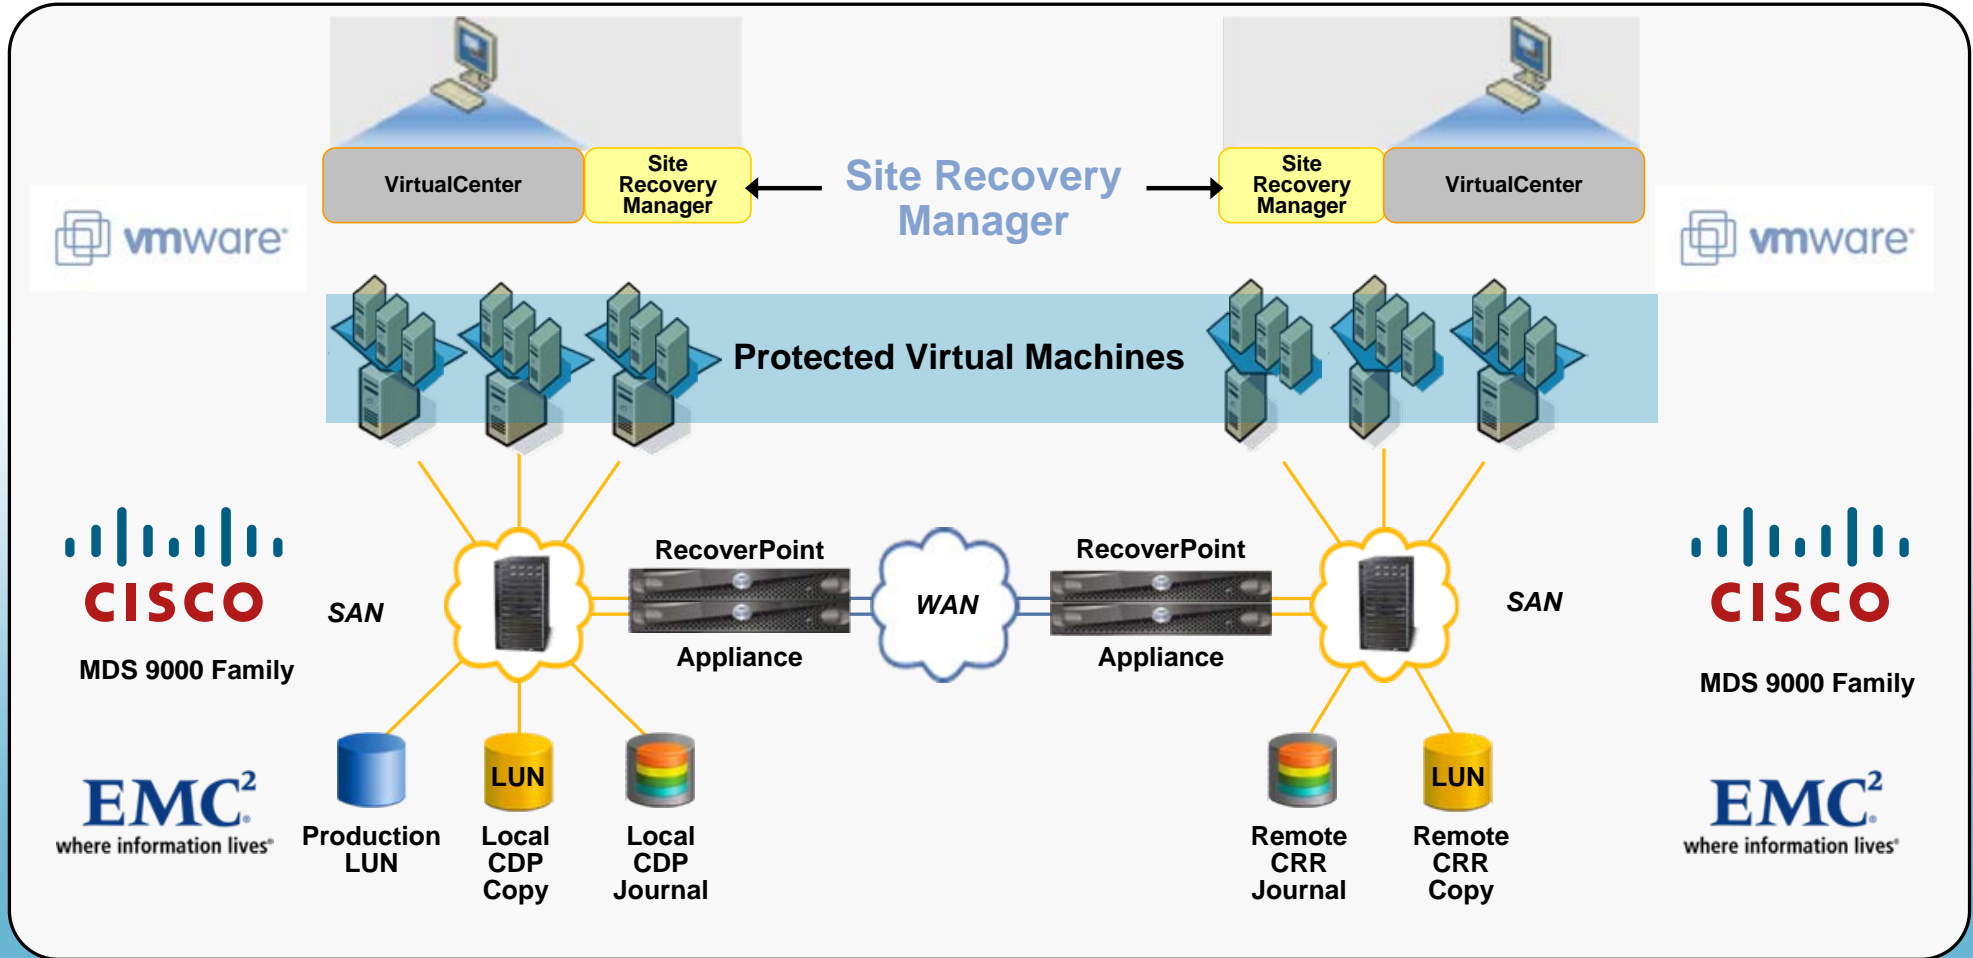 VirtualCenter
Site
Recovery
Manager
Site Recovery
Manager
Site
Recovery
Manager
VirtualCenter
vmware®
vmware®
Protected Virtual Machines
CISCO
MDS 9000 Family
SAN
RecoverPoint
Appliance
WAN
RecoverPoint
Appliance
SAN
CISCO
MDS 9000 Family
EMC²
where information lives®
Production
LUN
LUN
Local
CDP
Copy
Local
CDP
Journal
Remote
CRR
Journal
LUN
Remote
CRR
Copy
EMC²
where information lives®